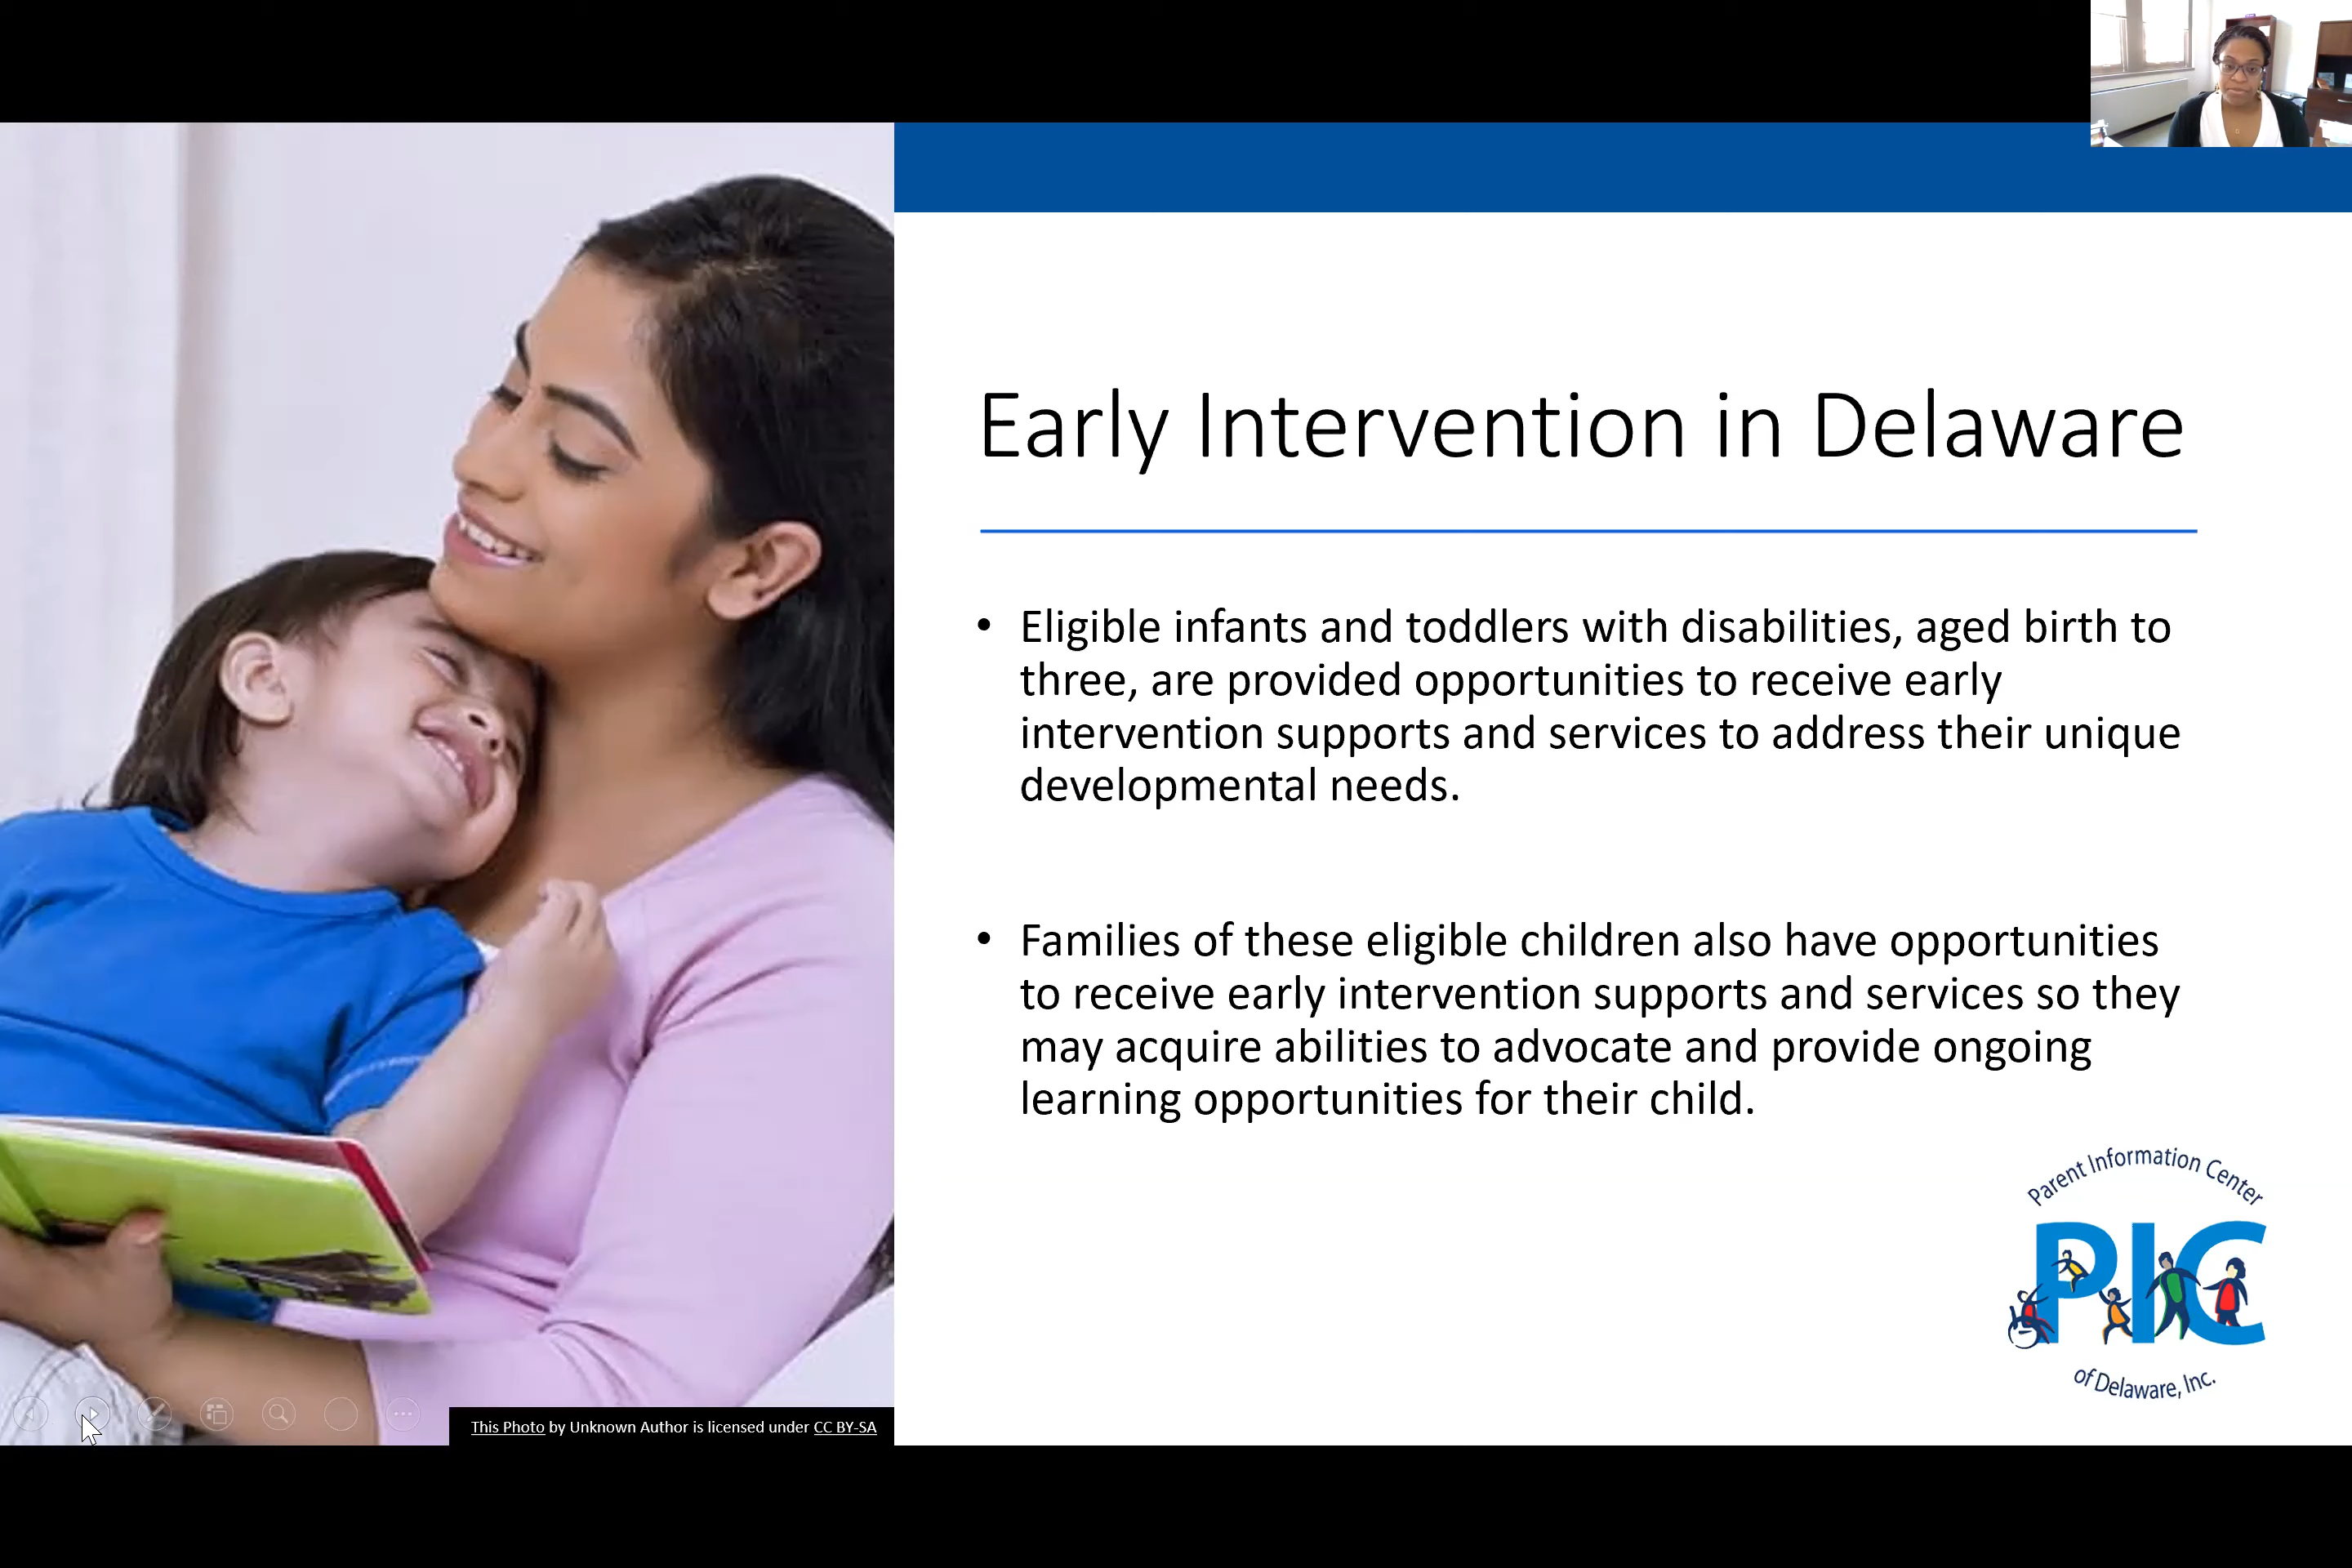 Early Intervention in Delaware
• Eligible infants and toddlers with disabilities, aged birth to
three, are provided opportunities to receive early
intervention supports and services to address their unique
developmental needs.
• Families of these eligible children also have opportunities
to receive early intervention supports and services so they
may acquire abilities to advocate and provide ongoing
learning opportunities for their child.
Parent Information Center
PIC
of Delaware, Inc.
This Photo by Unknown Author is licensed under CC BY-SA